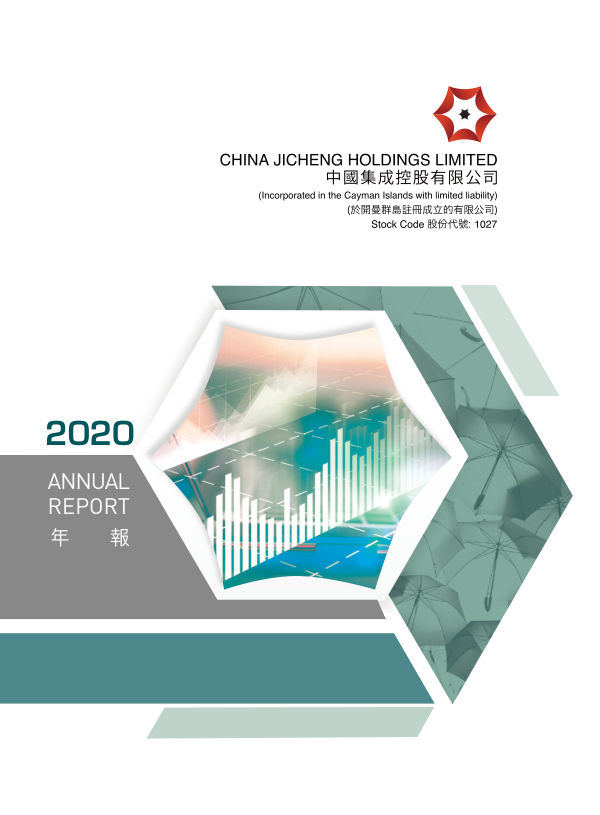 CHINA JICHENG HOLDINGS LIMITED
中國集成控股有限公司
(Incorporated in the Cayman Islands with limited liability)
(於開曼群島註冊成立的有限公司)
Stock Code 股份代號: 1027
2020
ANNUAL
REPORT
年 報